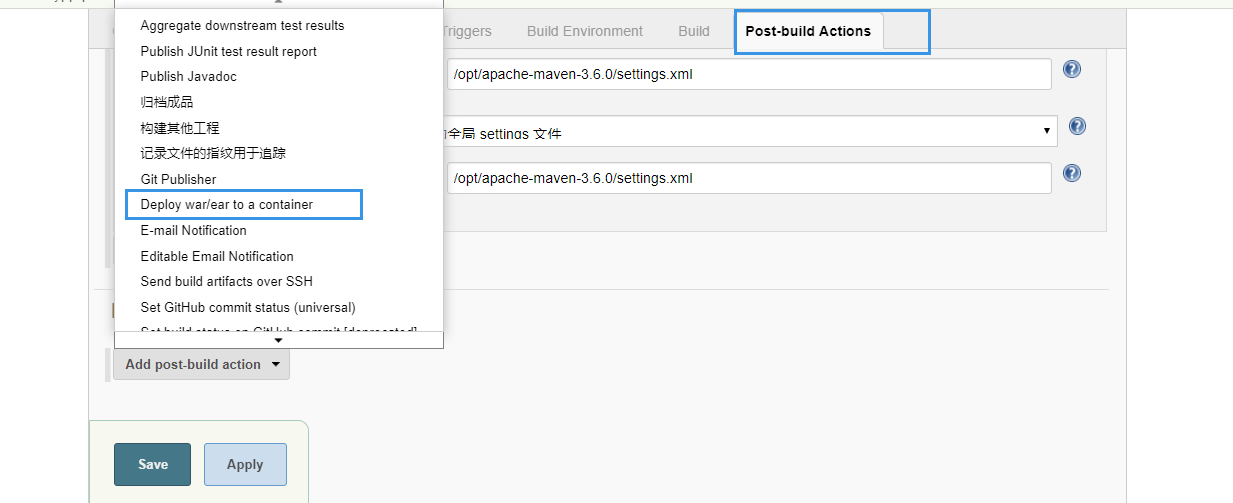 Triggers
Build Environment
Build
Post-build Actions
Aggregate downstream test results
Publish JUnit test result report
Publish Javadoc
归档成品
构建其他工程
记录文件的指纹用于追踪
Git Publisher
Deploy war/ear to a container
E-mail Notification
Editable Email Notification
Send build artifacts over SSH
Set GitHub commit status (universal)
Set build status on GitHub commit [deprecated]
/opt/apache-maven-3.6.0/settings.xml
全局 settings 文件
/opt/apache-maven-3.6.0/settings.xml
Add post-build action
Save
Apply